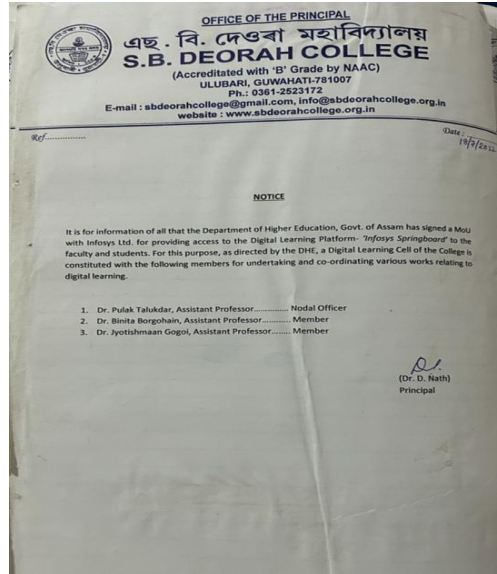 OFFICE OF THE PRINCIPAL
এছ . বি. দেওৰা মহাবিদ্যালয়
S.B. DEORAH COLLEGE
(Accredited with 'B' Grade by NAAC)
ULUBARI, GUWAHATI-781007
Ph.: 0361-2523172
E-mail : sbdeorahcollege@gmail.com, info@sbdeorahcollege.org.in
website : www.sbdeorahcollege.org.in
Ref................
Date :
NOTICE
It is for information of all that the Department of Higher Education, Govt. of Assam has signed a MoU
with Infosys Ltd. for providing access to the Digital Learning Platform- 'Infosys Springboard' to the
faculty and students. For this purpose, as directed by the DHE, a Digital Learning Cell of the College is
constituted with the following members for undertaking and co-ordinating various works relating to
digital learning.
1. Dr. Pulak Talukdar, Assistant Professor.............. Nodal Officer
2. Dr. Binita Borgohain, Assistant Professor............ Member
3. Dr. Jyotishmaan Gogoi, Assistant Professor........ Member
(Dr. D. Nath)
Principal